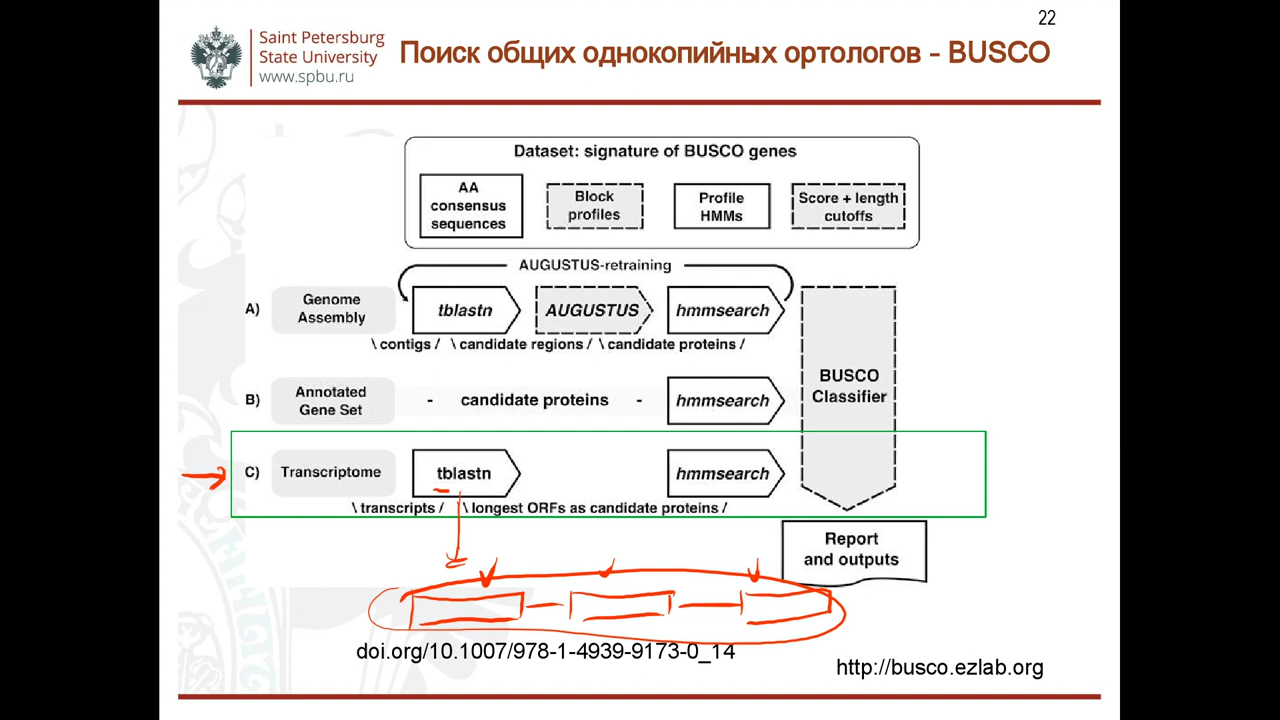 22
Saint Petersburg
State University
www.spbu.ru
Поиск общих однокопийных ортологов - BUSCO
Dataset: signature of BUSCO genes
AA
consensus
sequences
Block
profiles
Profile
HMMs
Score + length
cutoffs
AUGUSTUS-retraining
A)
Genome
Assembly
tblastn
AUGUSTUS
hmmsearch
\ contigs / \ candidate regions / \ candidate proteins /
B)
Annotated
Gene Set
- candidate proteins -
hmmsearch
BUSCO
Classifier
C)
Transcriptome
tblastn
hmmsearch
\ transcripts / \ longest ORFs as candidate proteins /
Report
and outputs
doi.org/10.1007/978-1-4939-9173-0_14
http://busco.ezlab.org